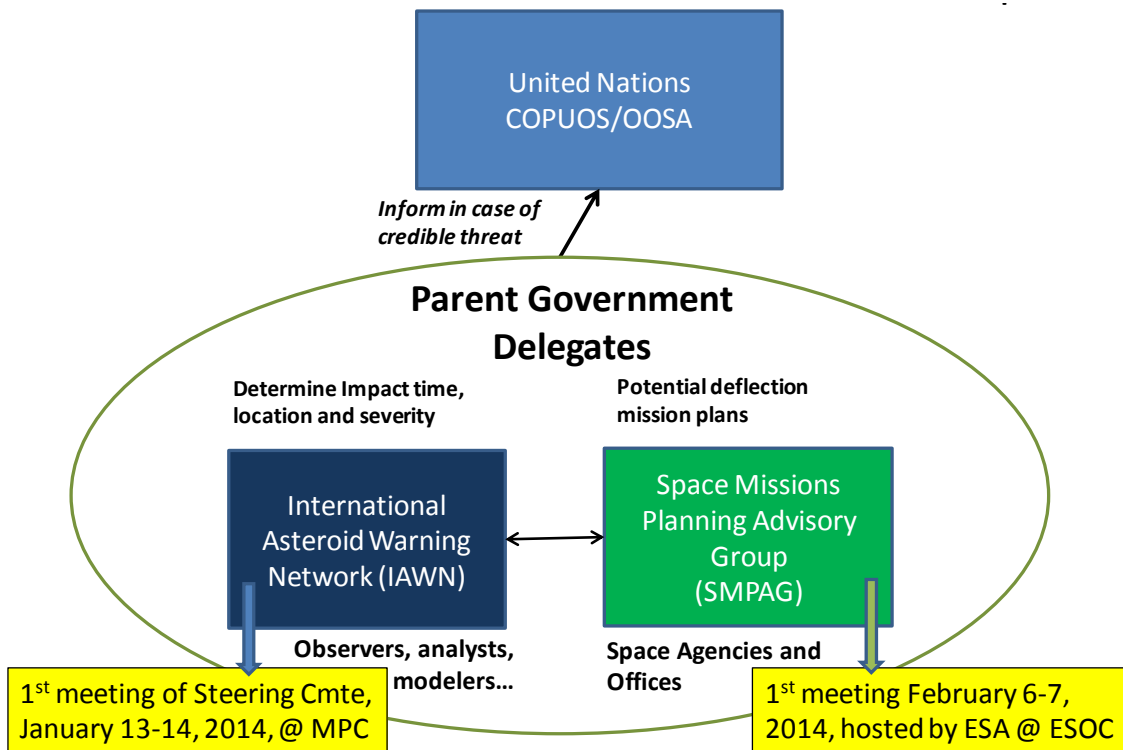 United Nations
COPUOS/OOSA
Inform in case of
credible threat
Parent Government
Delegates
Determine Impact time,
location and severity
Potential deflection
mission plans
International
Asteroid Warning
Network (IAWN)
Space Missions
Planning Advisory
Group
(SMPAG)
Observers, analysts,
modelers…
Space Agencies and
Offices
1st meeting of Steering Cmte,
January 13-14, 2014, @ MPC
1st meeting February 6-7,
2014, hosted by ESA @ ESOC